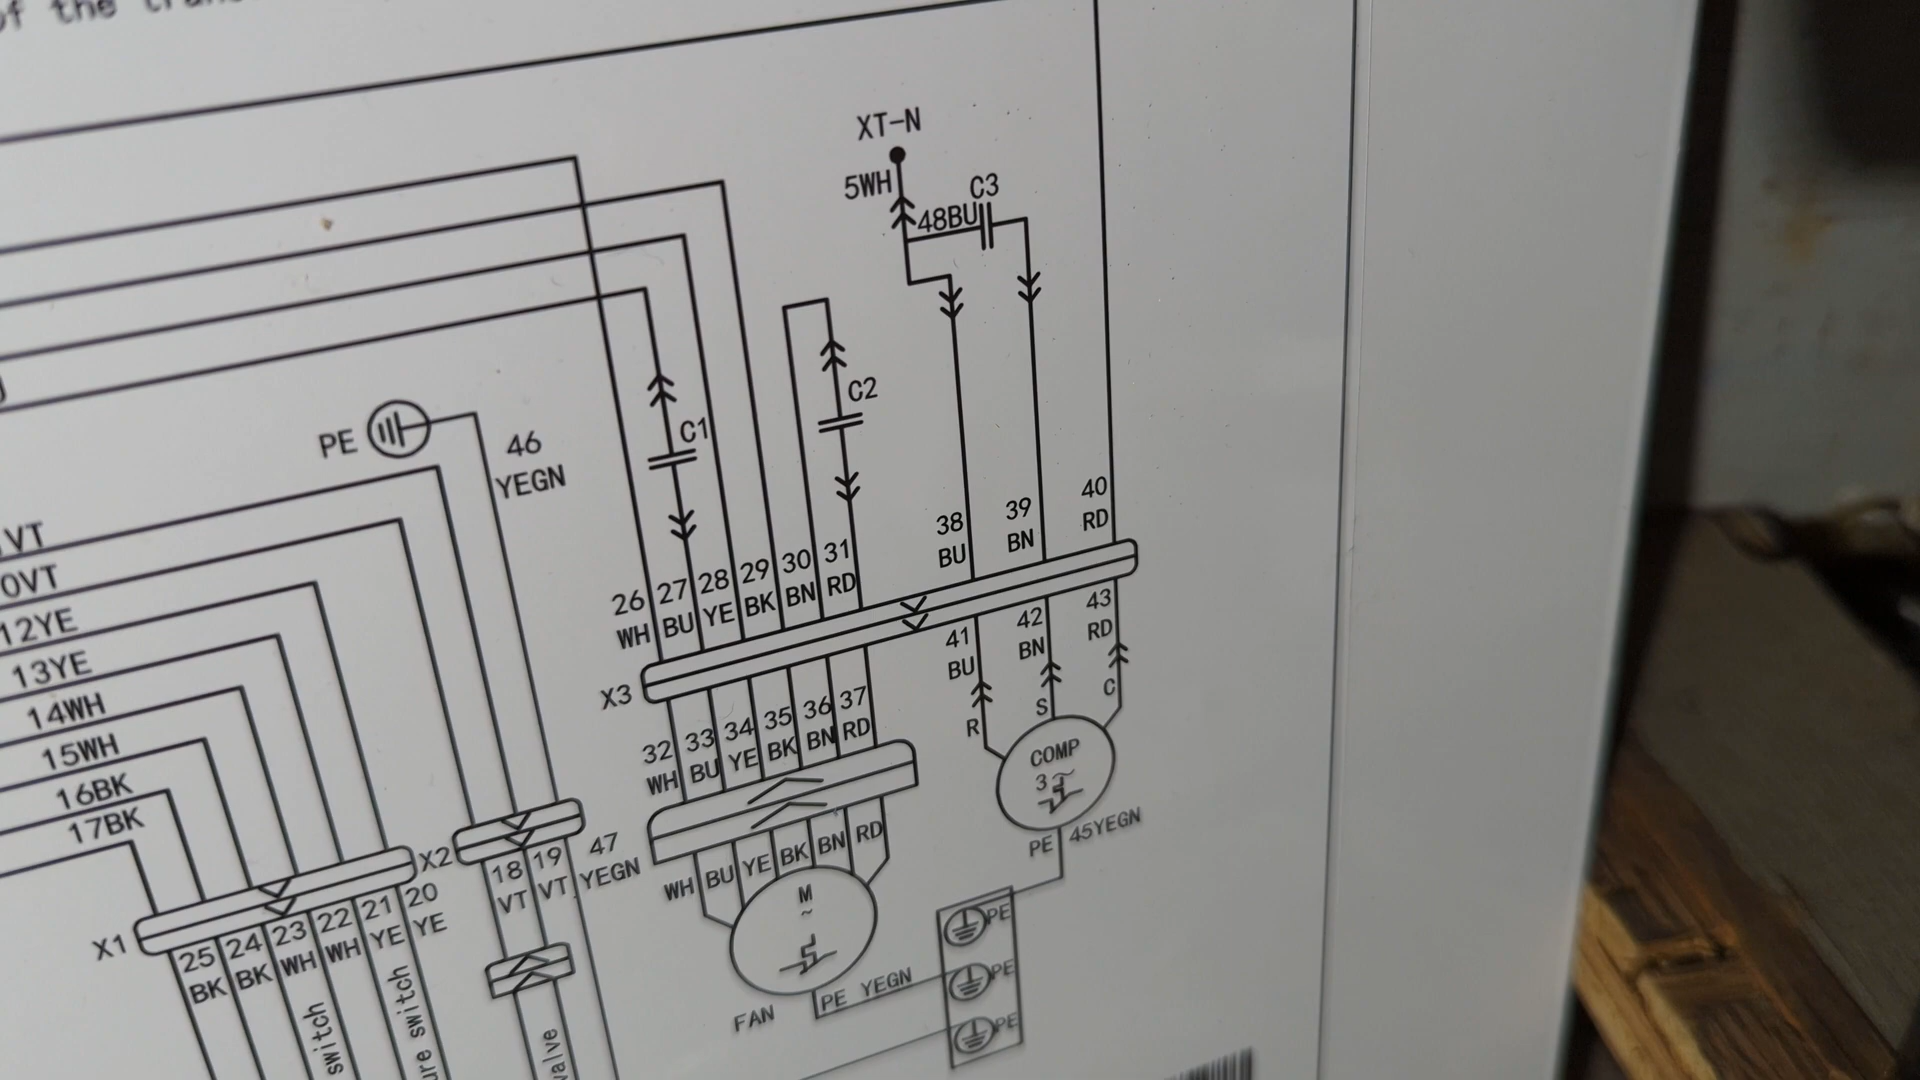 of the
XT-N
5WH
C3
48BU
C2
C1
PE
46
YEGN
VT
0VT
12YE
13YE
14WH
15WH
16BK
17BK
26 27 28 29 30 31
WH BU YE BK BN RD
38 39 40
BU BN RD
X3
32 33 34 35 36 37
WH BU YE BK BN RD
41 42 43
BU BN RD
R S C
COMP
3~
PE 45YEGN
X2
18 19 47
VT VT YEGN
WH BU YE BK BN RD
M
~
FAN
PE YEGN
PE
PE
PE
X1
25 24 23 22 21 20
BK BK WH WH YE YE
switch
switch